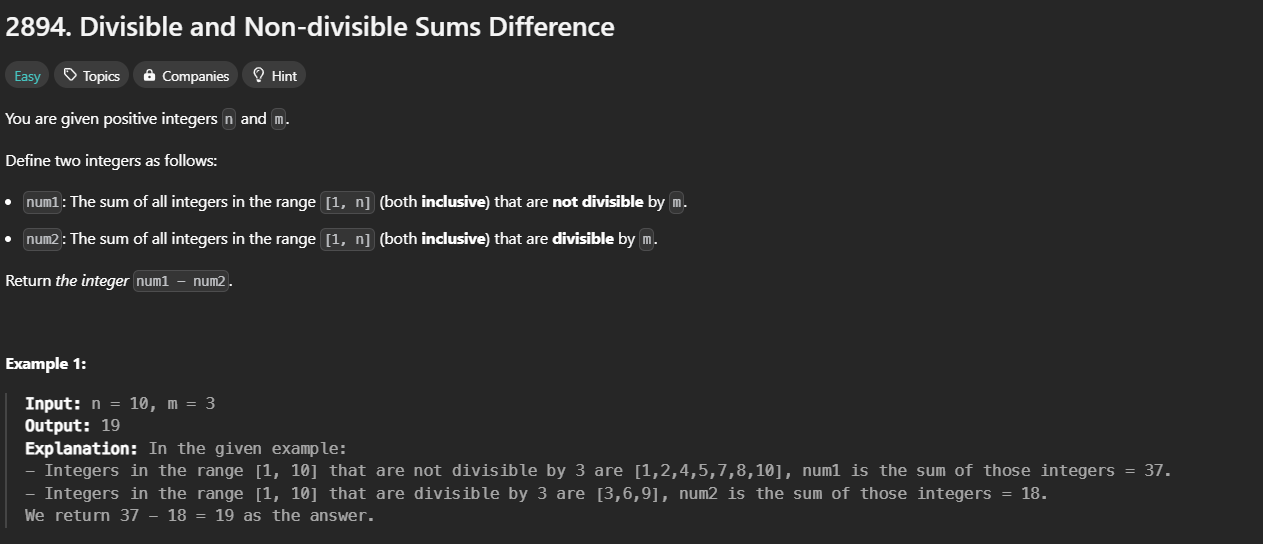 2894. Divisible and Non-divisible Sums Difference
Easy Topics Companies Hint
You are given positive integers n and m.
Define two integers as follows:
• num1: The sum of all integers in the range [1, n] (both inclusive) that are not divisible by m.
• num2: The sum of all integers in the range [1, n] (both inclusive) that are divisible by m.
Return the integer num1 - num2.
Example 1:
Input: n = 10, m = 3
Output: 19
Explanation: In the given example:
- Integers in the range [1, 10] that are not divisible by 3 are [1,2,4,5,7,8,10], num1 is the sum of those integers = 37.
- Integers in the range [1, 10] that are divisible by 3 are [3,6,9], num2 is the sum of those integers = 18.
We return 37 - 18 = 19 as the answer.